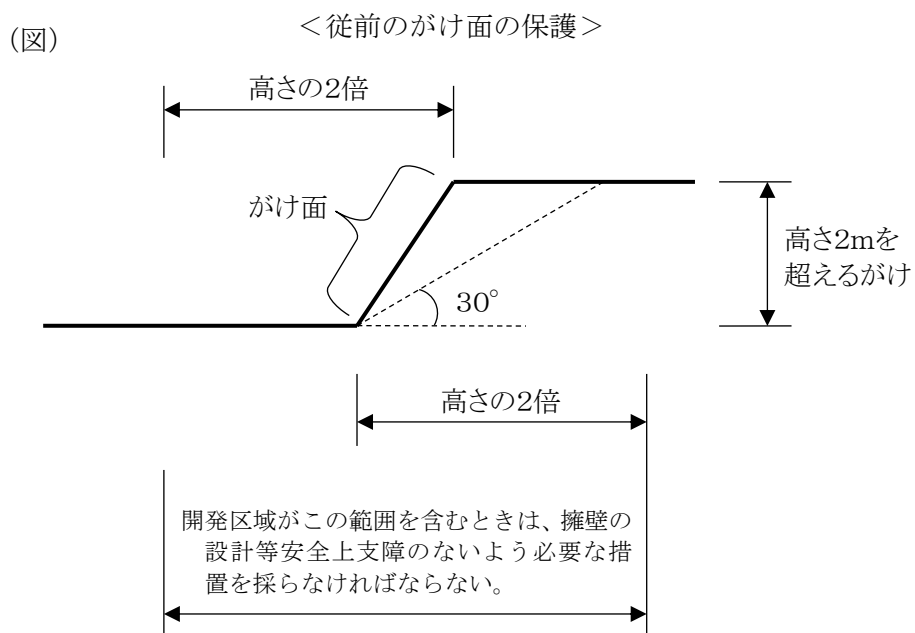 <従前のがけ面の保護>
(図)
高さの2倍
がけ面
高さ2mを
超えるがけ
30°
高さの2倍
開発区域がこの範囲を含むときは、擁壁の
設計等安全上支障のないよう必要な措
置を採らなければならない。